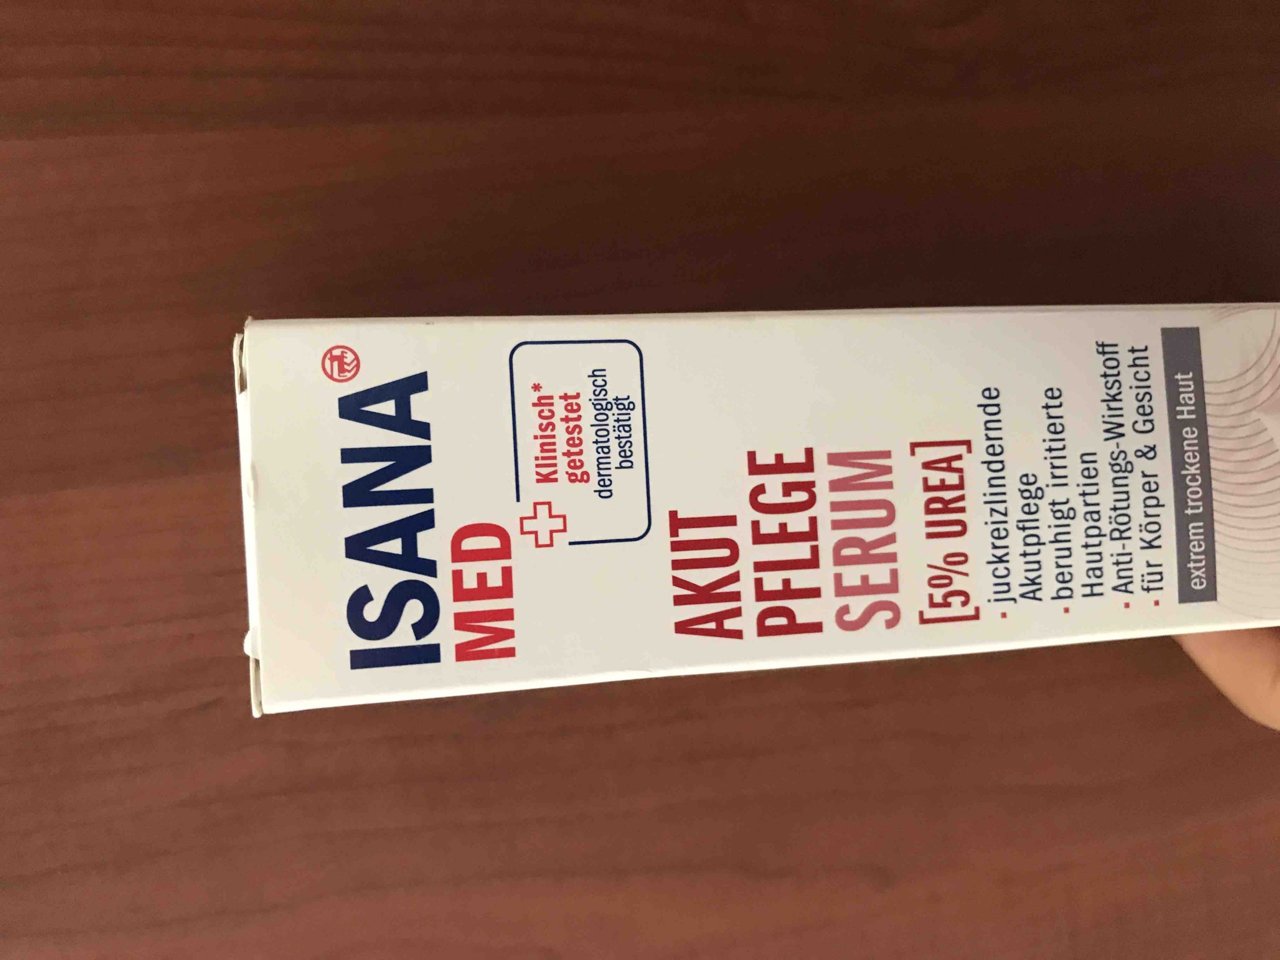 ISANA
MED
Klinisch*
getestet
dermatologisch
bestätigt
AKUT
PFLEGE
SERUM
[5% UREA]
· juckreizlindernde
Akutpflege
· beruhigt irritierte
Hautpartien
· Anti-Rötungs-Wirkstoff
· für Körper & Gesicht
extrem trockene Haut